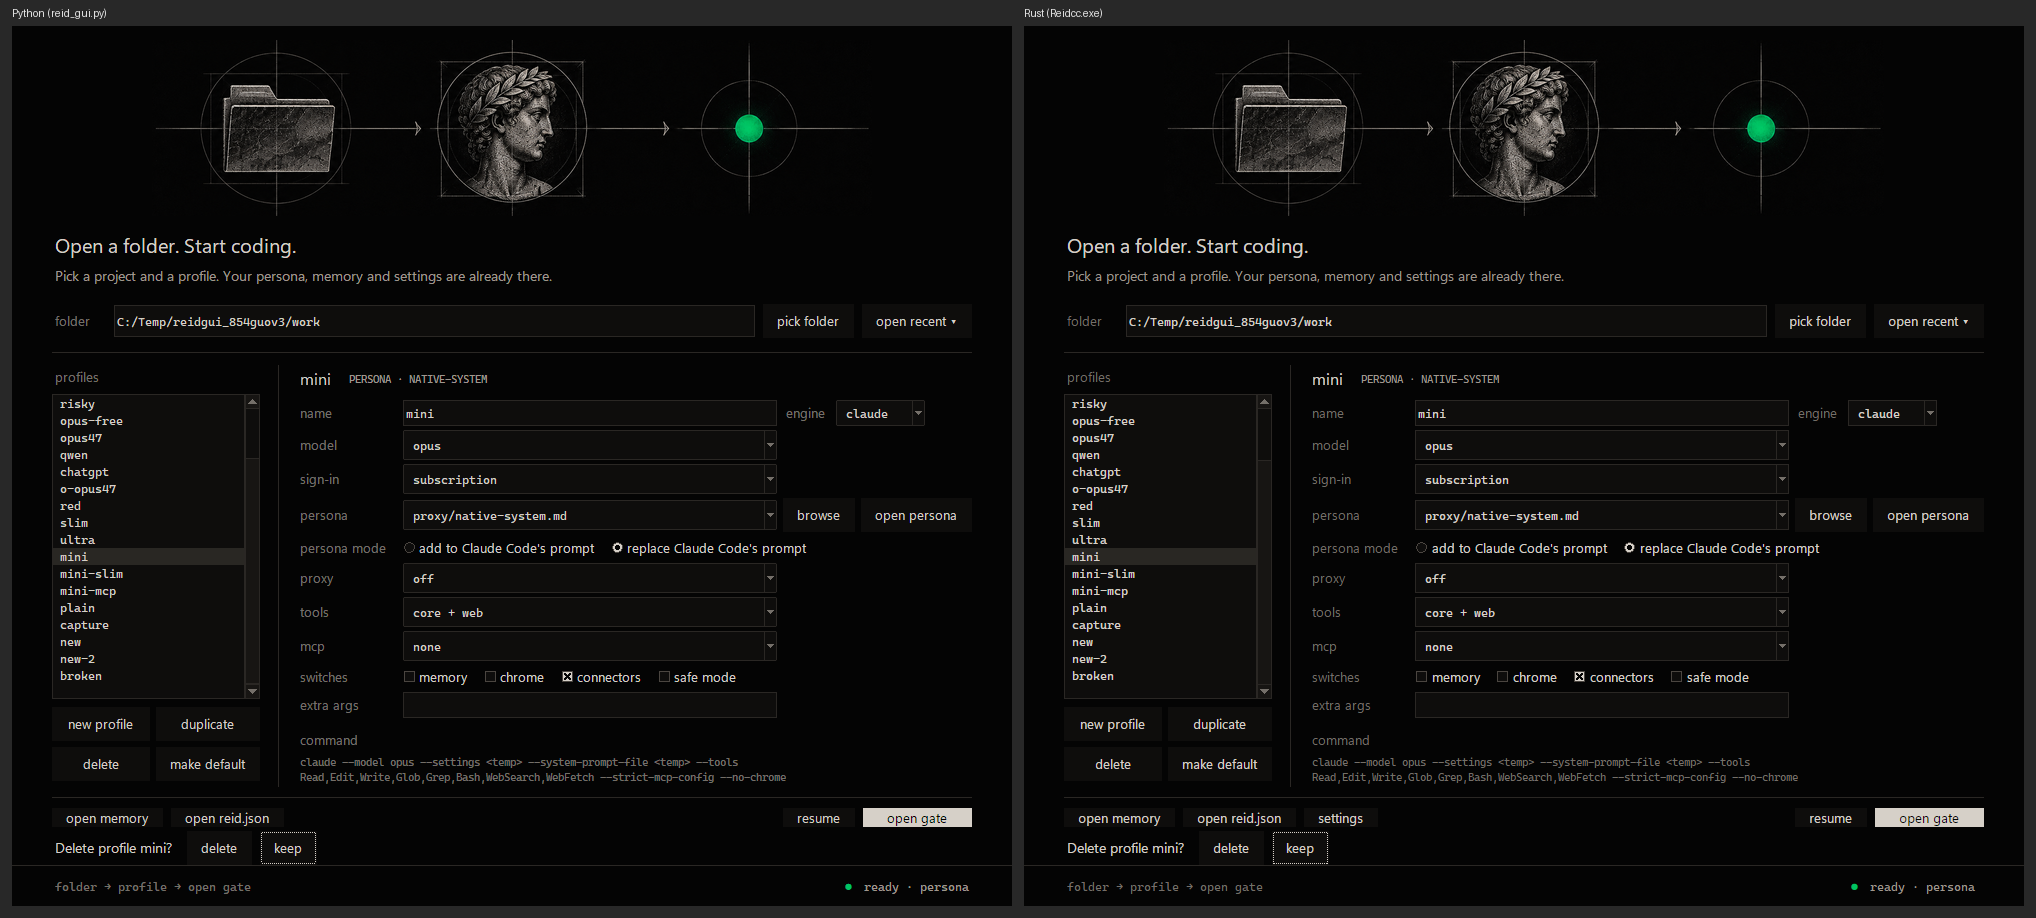 Python (reid_gui.py)
Open a folder. Start coding.
Pick a project and a profile. Your persona, memory and settings are already there.
folder C:/Temp/reidgui_854guov3/work pick folder open recent ▾
profiles
risky
opus-free
opus47
qwen
chatgpt
o-opus47
red
slim
ultra
mini
mini-slim
mini-mcp
plain
capture
new
new-2
broken
new profile duplicate
delete make default
mini PERSONA · NATIVE-SYSTEM
name mini engine claude
model opus
sign-in subscription
persona proxy/native-system.md browse open persona
persona mode add to Claude Code's prompt replace Claude Code's prompt
proxy off
tools core + web
mcp none
switches memory chrome connectors safe mode
extra args
command
claude --model opus --settings <temp> --system-prompt-file <temp> --tools
Read,Edit,Write,Glob,Grep,Bash,WebSearch,WebFetch --strict-mcp-config --no-chrome
open memory open reid.json resume open gate
Delete profile mini? delete keep
folder → profile → open gate ready · persona
Rust (Reidcc.exe)
Open a folder. Start coding.
Pick a project and a profile. Your persona, memory and settings are already there.
folder C:/Temp/reidgui_854guov3/work pick folder open recent ▾
profiles
risky
opus-free
opus47
qwen
chatgpt
o-opus47
red
slim
ultra
mini
mini-slim
mini-mcp
plain
capture
new
new-2
broken
new profile duplicate
delete make default
mini PERSONA · NATIVE-SYSTEM
name mini engine claude
model opus
sign-in subscription
persona proxy/native-system.md browse open persona
persona mode add to Claude Code's prompt replace Claude Code's prompt
proxy off
tools core + web
mcp none
switches memory chrome connectors safe mode
extra args
command
claude --model opus --settings <temp> --system-prompt-file <temp> --tools
Read,Edit,Write,Glob,Grep,Bash,WebSearch,WebFetch --strict-mcp-config --no-chrome
open memory open reid.json settings resume open gate
Delete profile mini? delete keep
folder → profile → open gate ready · persona